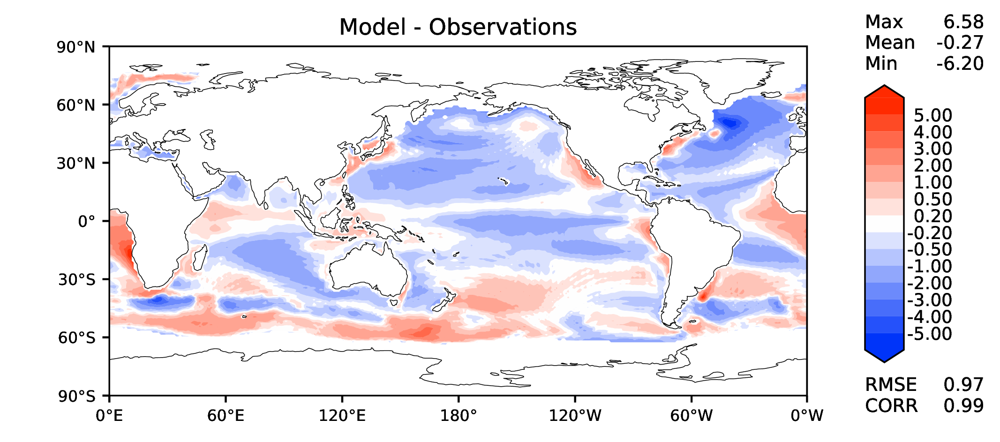 Model - Observations
Max 6.58
Mean -0.27
Min -6.20
90°N
60°N
30°N
0°
30°S
60°S
90°S
0°E 60°E 120°E 180° 120°W 60°W 0°W
5.00
4.00
3.00
2.00
1.00
0.50
0.20
-0.20
-0.50
-1.00
-2.00
-3.00
-4.00
-5.00
RMSE 0.97
CORR 0.99